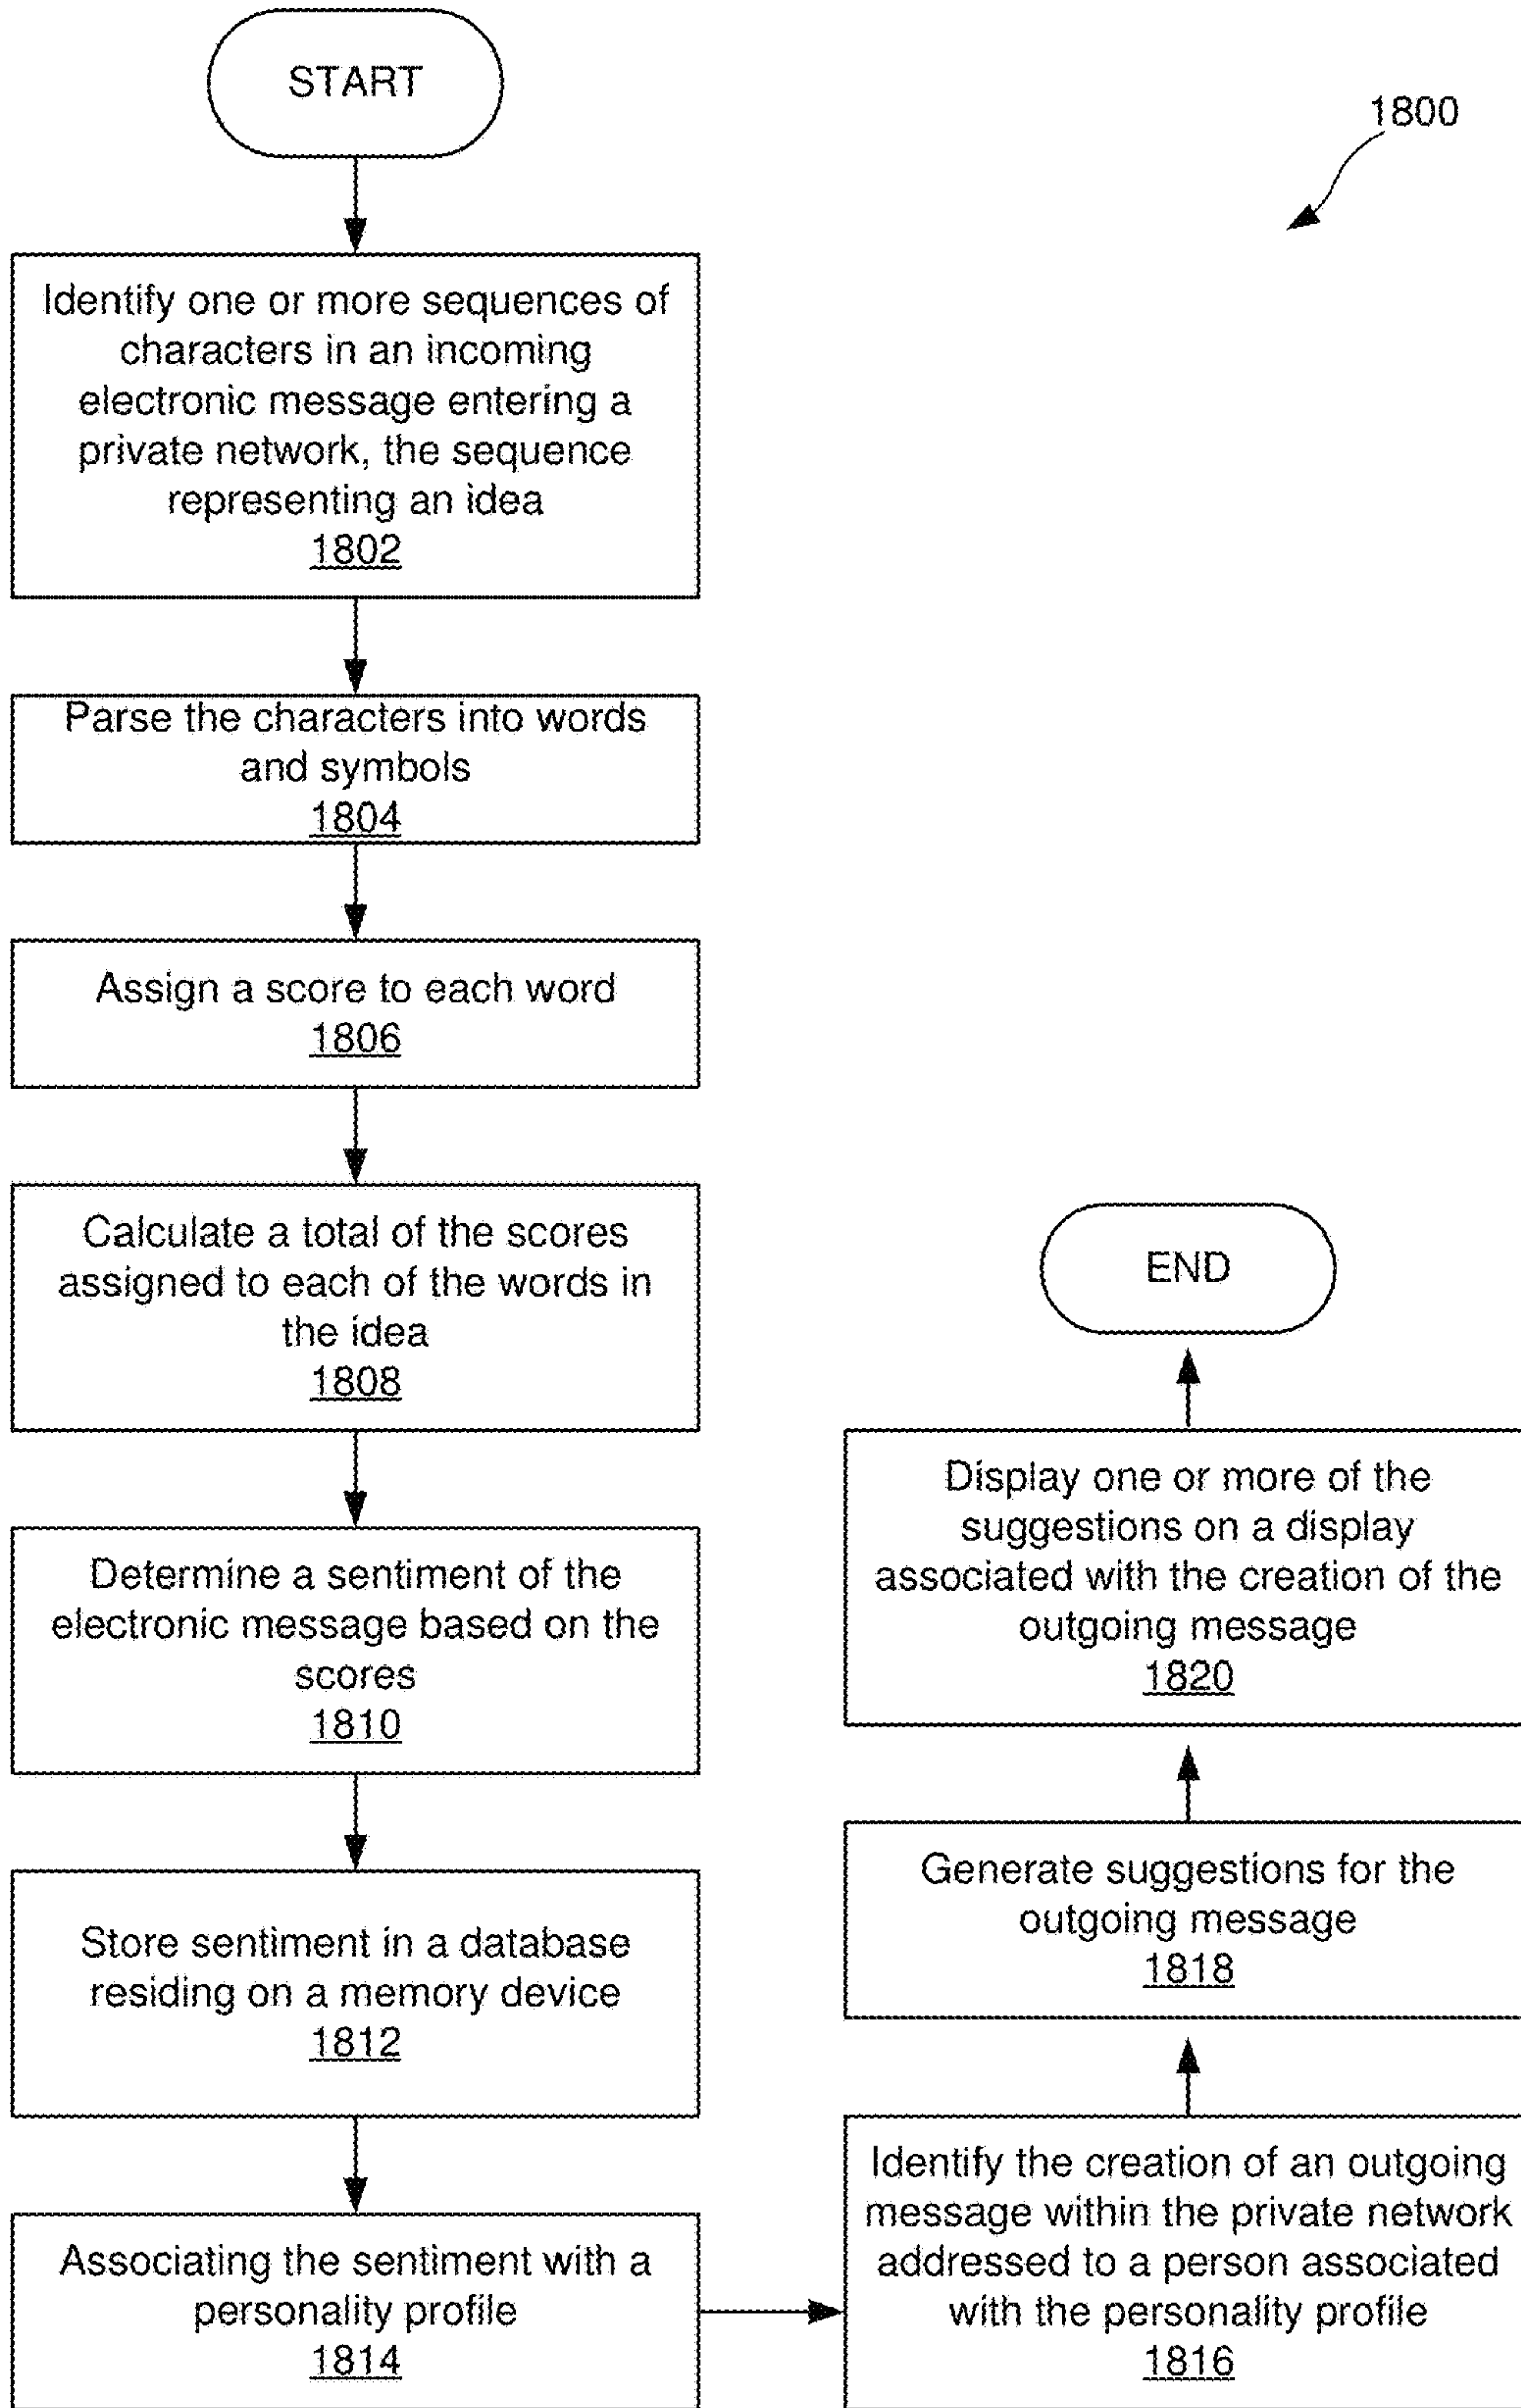 START
1800
Identify one or more sequences of
characters in an incoming
electronic message entering a
private network, the sequence
representing an idea
1802
Parse the characters into words
and symbols
1804
Assign a score to each word
1806
Calculate a total of the scores
assigned to each of the words in
the idea
1808
Determine a sentiment of the
electronic message based on the
scores
1810
Store sentiment in a database
residing on a memory device
1812
Associating the sentiment with a
personality profile
1814
Identify the creation of an outgoing
message within the private network
addressed to a person associated
with the personality profile
1816
Generate suggestions for the
outgoing message
1818
Display one or more of the
suggestions on a display
associated with the creation of the
outgoing message
1820
END